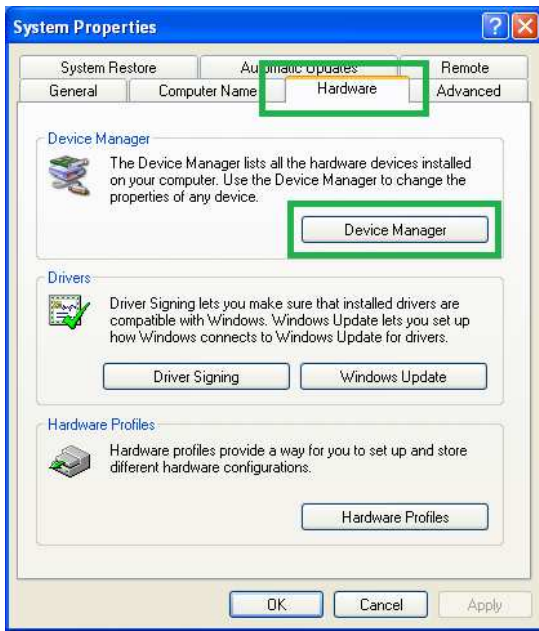 System Properties
System Restore Automatic Updates Remote
General Computer Name Hardware Advanced
Device Manager
The Device Manager lists all the hardware devices installed
on your computer. Use the Device Manager to change the
properties of any device.
Device Manager
Drivers
Driver Signing lets you make sure that installed drivers are
compatible with Windows. Windows Update lets you set up
how Windows connects to Windows Update for drivers.
Driver Signing Windows Update
Hardware Profiles
Hardware profiles provide a way for you to set up and store
different hardware configurations.
Hardware Profiles
OK Cancel Apply